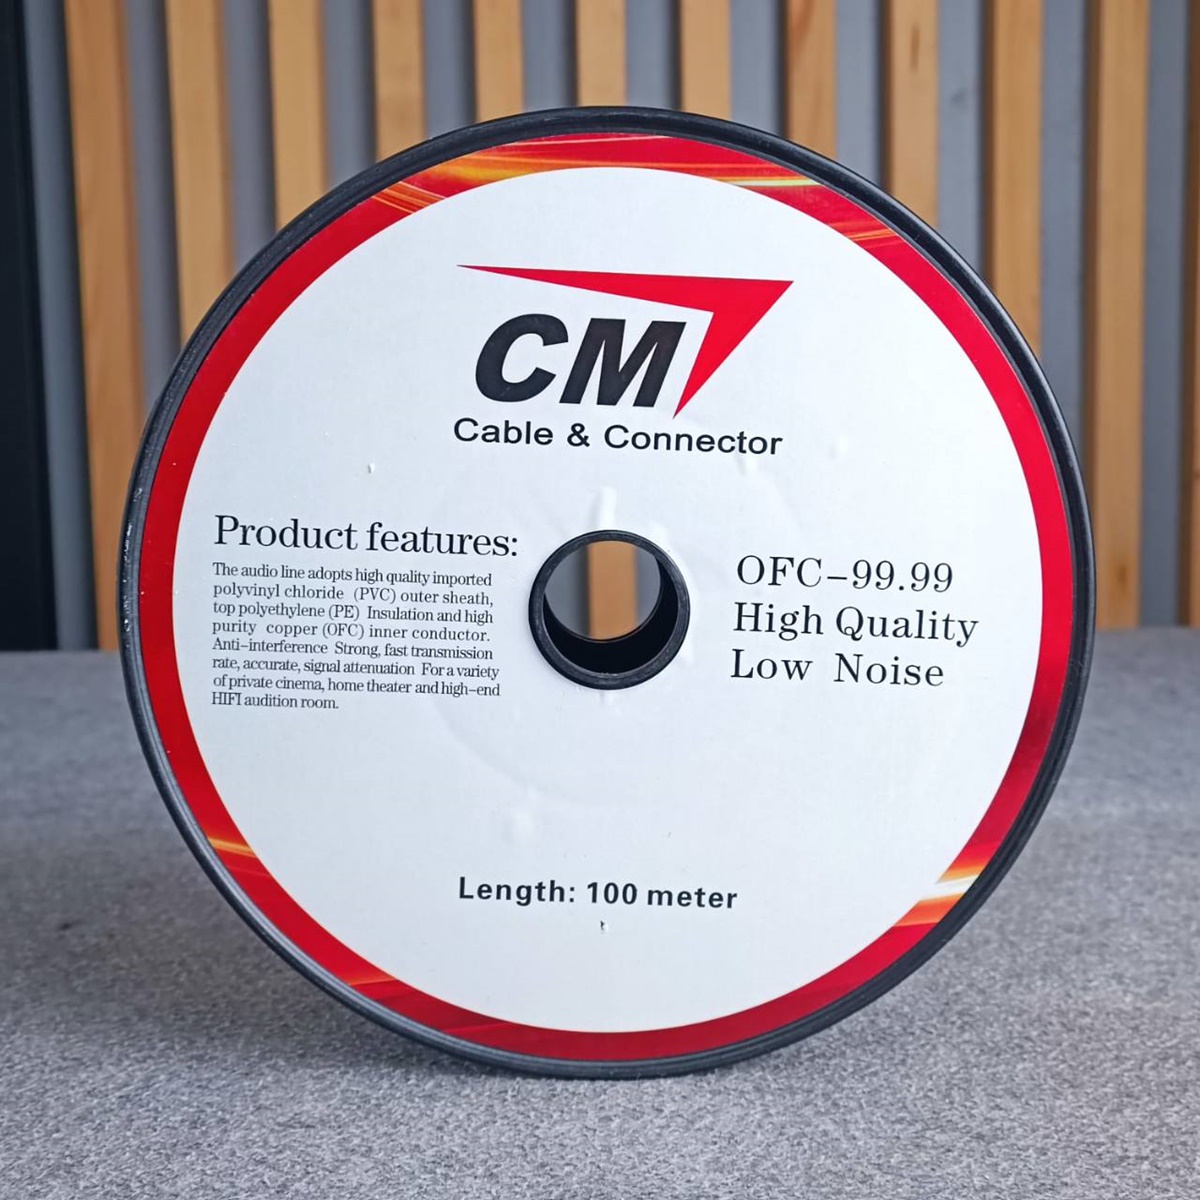 CM
Cable & Connector
Product features:
The audio line adopts high quality imported
polyvinyl chloride (PVC) outer sheath,
top polyethylene (PE) Insulation and high
purity copper (OFC) inner conductor.
Anti-interference Strong, fast transmission
rate, accurate, signal attenuation For a variety
of private cinema, home theater and high-end
HIFI audition room.
OFC-99.99
High Quality
Low Noise
Length: 100 meter